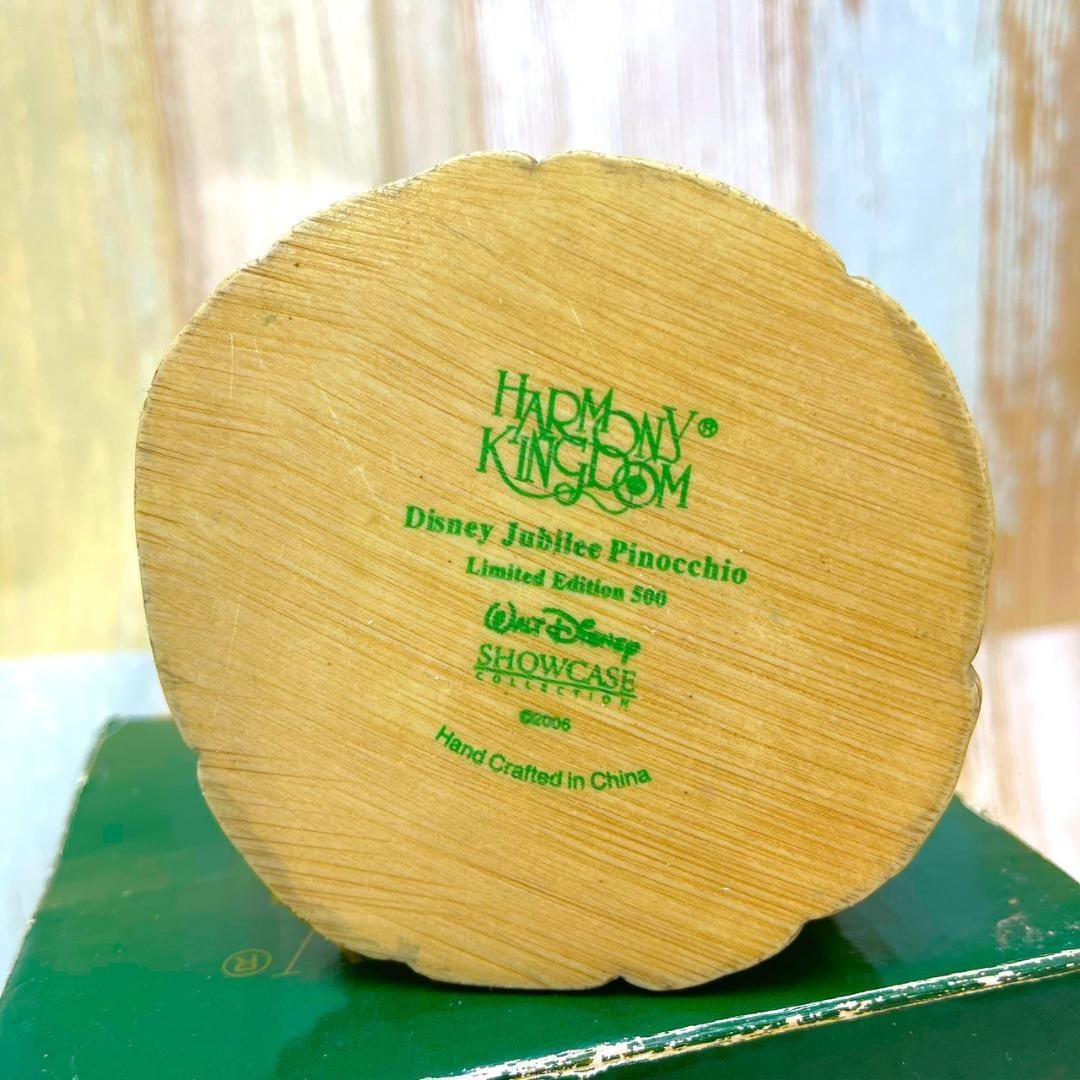 HARMONY®
KINGDOM
Disney Jubilee Pinocchio
Limited Edition 500
WALT DISNEY
SHOWCASE
COLLECTION
©2006
Hand Crafted in China
®